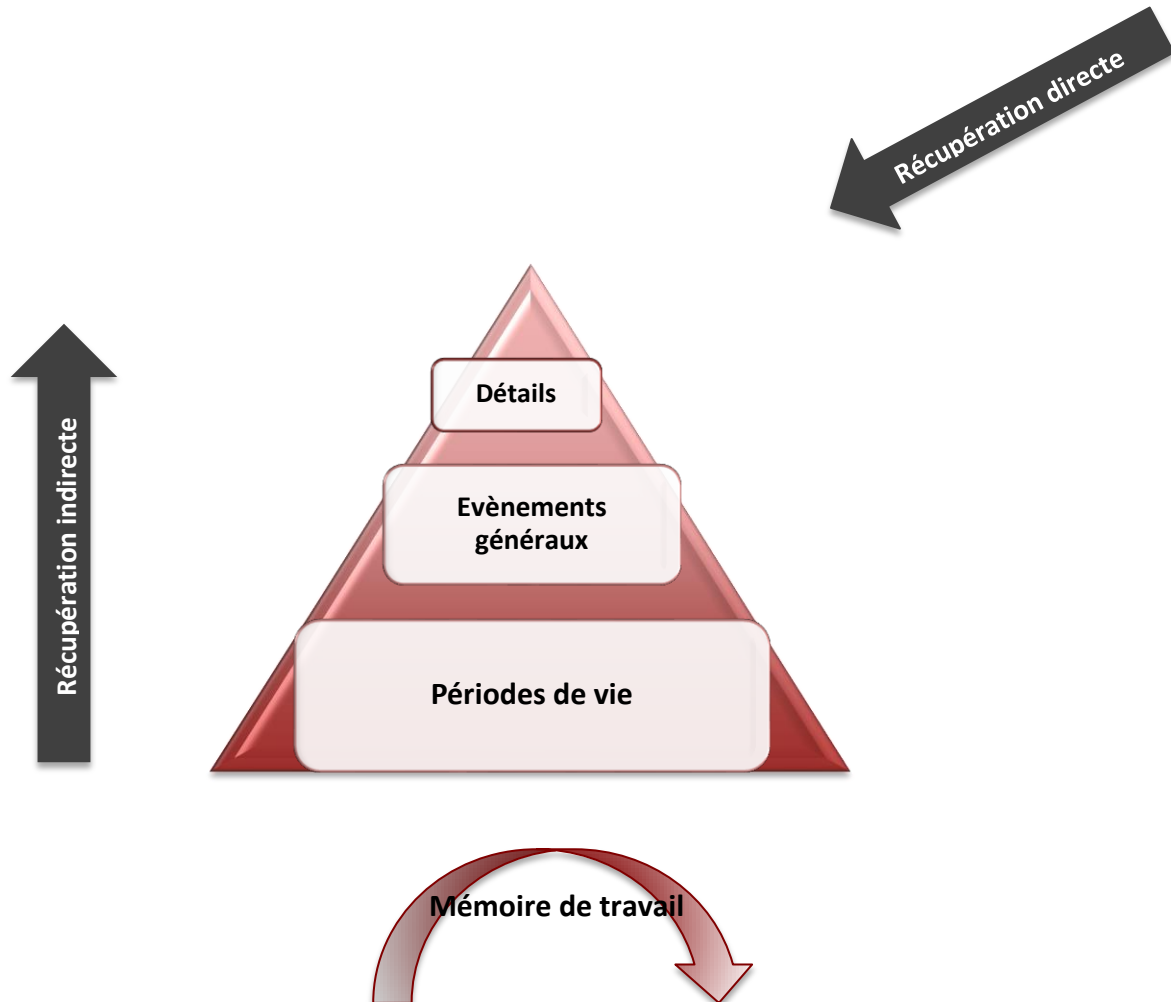 Récupération directe
Détails
Evènements
généraux
Récupération indirecte
Périodes de vie
Mémoire de travail